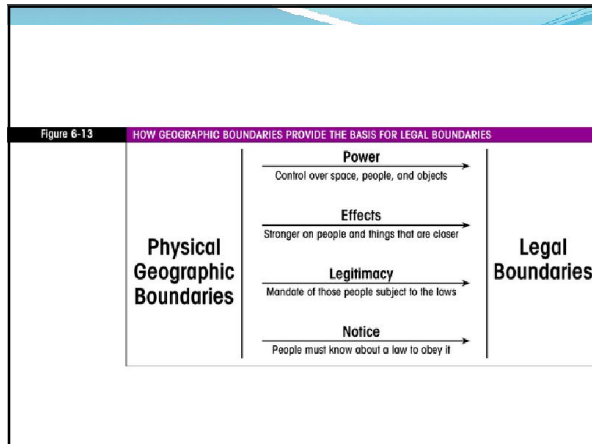 Figure 6-13 HOW GEOGRAPHIC BOUNDARIES PROVIDE THE BASIS FOR LEGAL BOUNDARIES
Physical
Geographic
Boundaries
Power
Control over space, people, and objects
Effects
Stronger on people and things that are closer
Legitimacy
Mandate of those people subject to the laws
Notice
People must know about a law to obey it
Legal
Boundaries